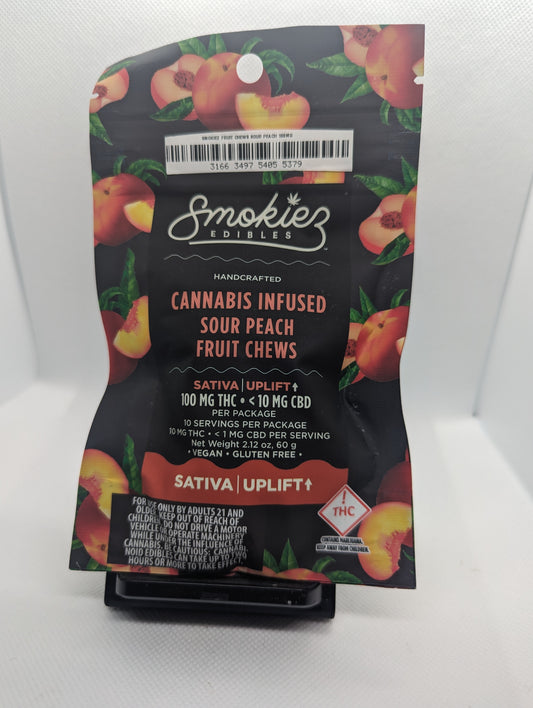 SMOKIEZ FRUIT CHEWS SOUR PEACH 100MG
3166 3497 5405 5379
Smokiez
EDIBLES
HANDCRAFTED
CANNABIS INFUSED
SOUR PEACH
FRUIT CHEWS
SATIVA | UPLIFT↑
100 MG THC • < 10 MG CBD
PER PACKAGE
10 SERVINGS PER PACKAGE
10 MG THC • < 1 MG CBD PER SERVING
Net Weight 2.12 oz, 60 g
• VEGAN • GLUTEN FREE •
SATIVA | UPLIFT↑
FOR USE ONLY BY ADULTS 21 AND
OLDER. KEEP OUT OF REACH OF
CHILDREN. DO NOT DRIVE A MOTOR
VEHICLE OR OPERATE MACHINERY
WHILE UNDER THE INFLUENCE OF
CANNABIS. BE CAUTIOUS: CANNABI-
NOID EDIBLES CAN TAKE UP TO TWO
HOURS OR MORE TO TAKE EFFECT.
!
THC
CONTAINS MARIJUANA.
KEEP AWAY FROM CHILDREN.